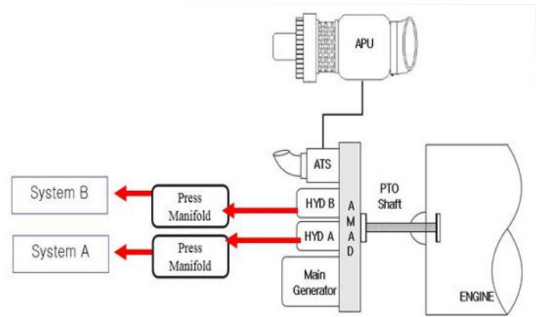 APU
ATS
System B
Press
Manifold
HYD B
System A
Press
Manifold
HYD A
Main
Generator
A
M
A
D
PTO
Shaft
ENGINE